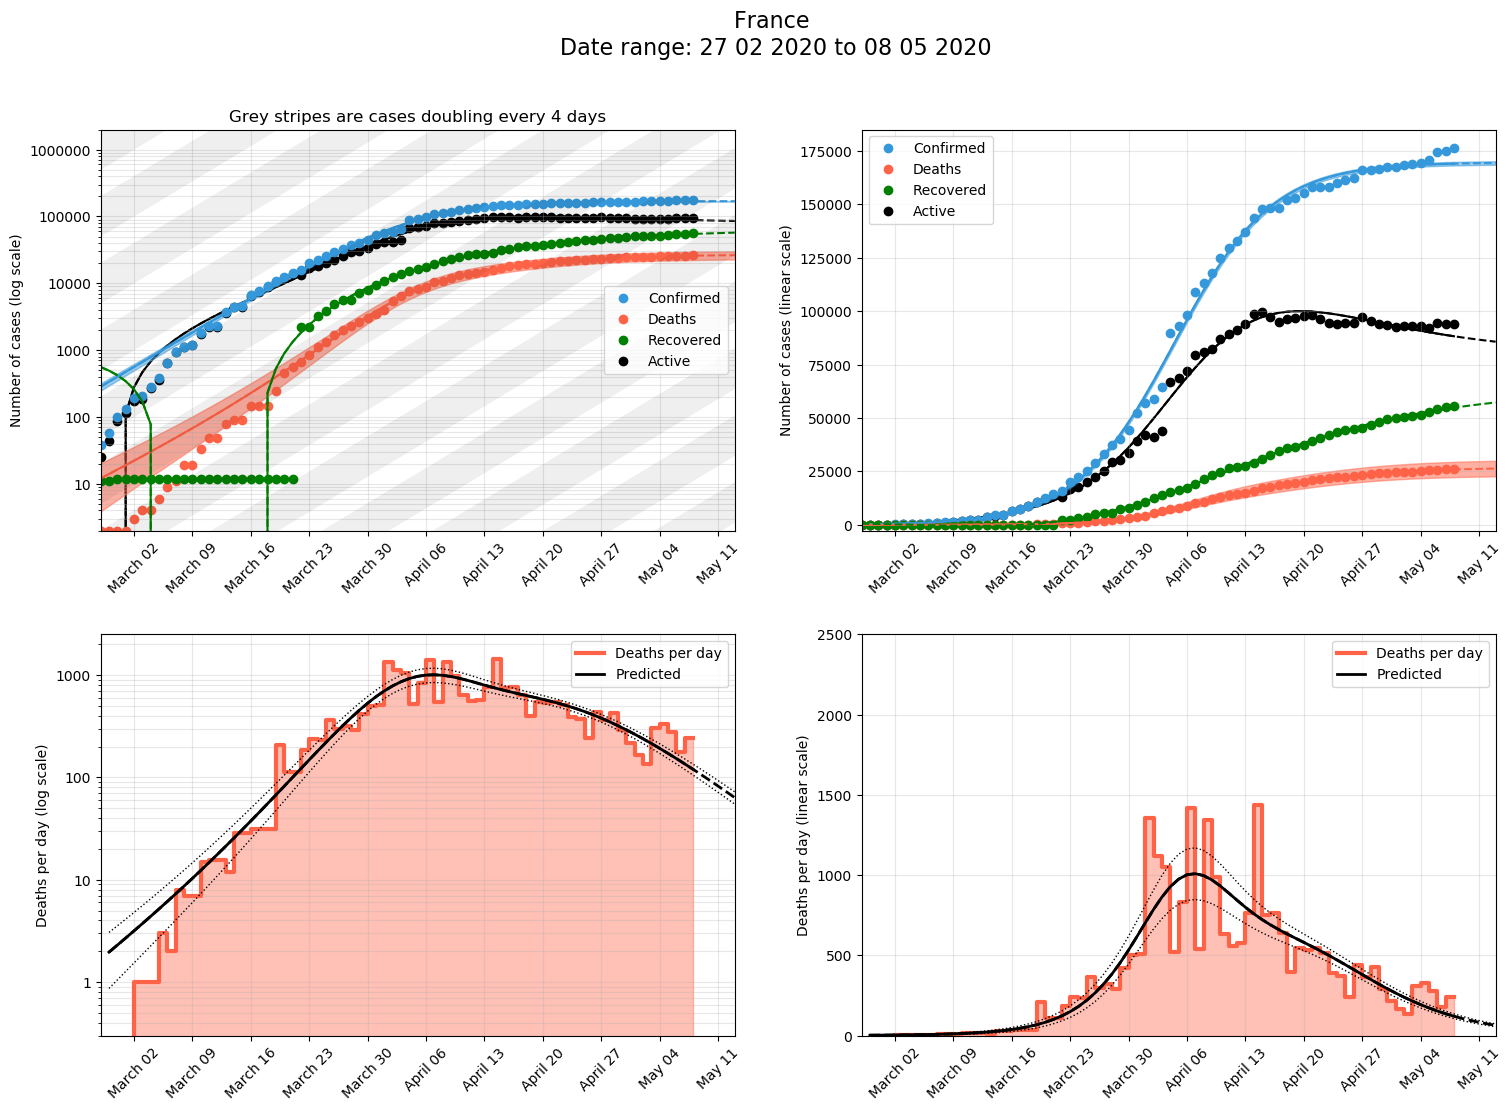 France
Date range: 27 02 2020 to 08 05 2020
Grey stripes are cases doubling every 4 days
Number of cases (log scale)
1000000
100000
10000
1000
100
10
Confirmed
Deaths
Recovered
Active
March 02
March 09
March 16
March 23
March 30
April 06
April 13
April 20
April 27
May 04
May 11
Number of cases (linear scale)
175000
150000
125000
100000
75000
50000
25000
0
Confirmed
Deaths
Recovered
Active
March 02
March 09
March 16
March 23
March 30
April 06
April 13
April 20
April 27
May 04
May 11
Deaths per day (log scale)
1000
100
10
1
Deaths per day
Predicted
March 02
March 09
March 16
March 23
March 30
April 06
April 13
April 20
April 27
May 04
May 11
Deaths per day (linear scale)
2500
2000
1500
1000
500
0
Deaths per day
Predicted
March 02
March 09
March 16
March 23
March 30
April 06
April 13
April 20
April 27
May 04
May 11